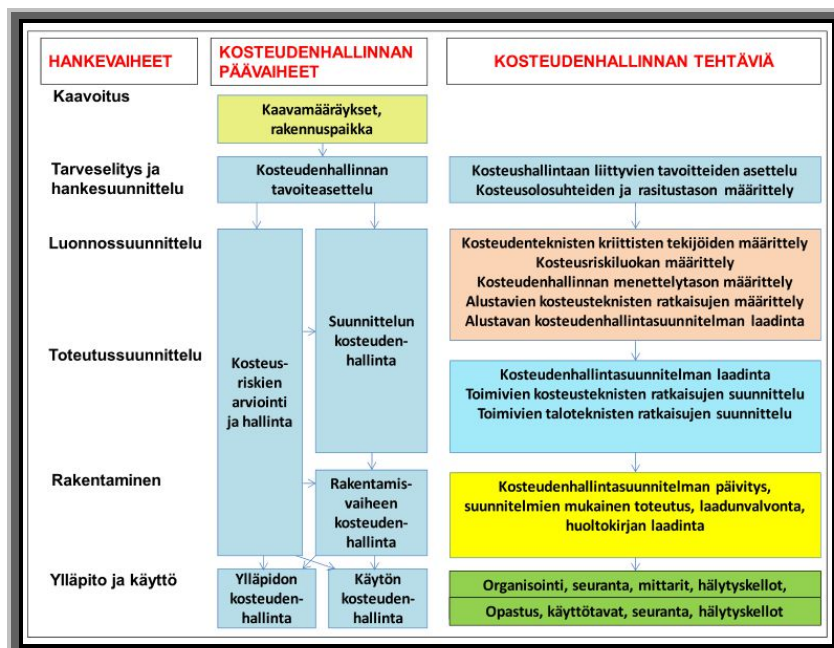 HANKEVAIHEET
KOSTEUDENHALLINNAN
PÄÄVAIHEET
KOSTEUDENHALLINNAN TEHTÄVIÄ
Kaavoitus
Kaavamääräykset,
rakennuspaikka
Tarveselitys ja
hankesuunnittelu
Kosteudenhallinnan
tavoiteasettelu
Kosteushallintaan liittyvien tavoitteiden asettelu
Kosteusolosuhteiden ja rasitustason määrittely
Luonnossuunnittelu
Kosteudenteknisten kriittisten tekijöiden määrittely
Kosteusriskiluokan määrittely
Kosteudenhallinnan menettelytason määrittely
Alustavien kosteusteknisten ratkaisujen määrittely
Alustavan kosteudenhallintasuunnitelman laadinta
Suunnittelun
kosteuden-
hallinta
Toteutussuunnittelu
Kosteus-
riskien
arviointi
ja hallinta
Kosteudenhallintasuunnitelman laadinta
Toimivien kosteusteknisten ratkaisujen suunnittelu
Toimivien taloteknisten ratkaisujen suunnittelu
Rakentaminen
Rakentamis-
vaiheen
kosteuden-
hallinta
Kosteudenhallintasuunnitelman päivitys,
suunnitelmien mukainen toteutus, laadunvalvonta,
huoltokirjan laadinta
Ylläpito ja käyttö
Ylläpidon
kosteuden-
hallinta
Käytön
kosteuden-
hallinta
Organisointi, seuranta, mittarit, hälytyskellot,
Opastus, käyttötavat, seuranta, hälytyskellot